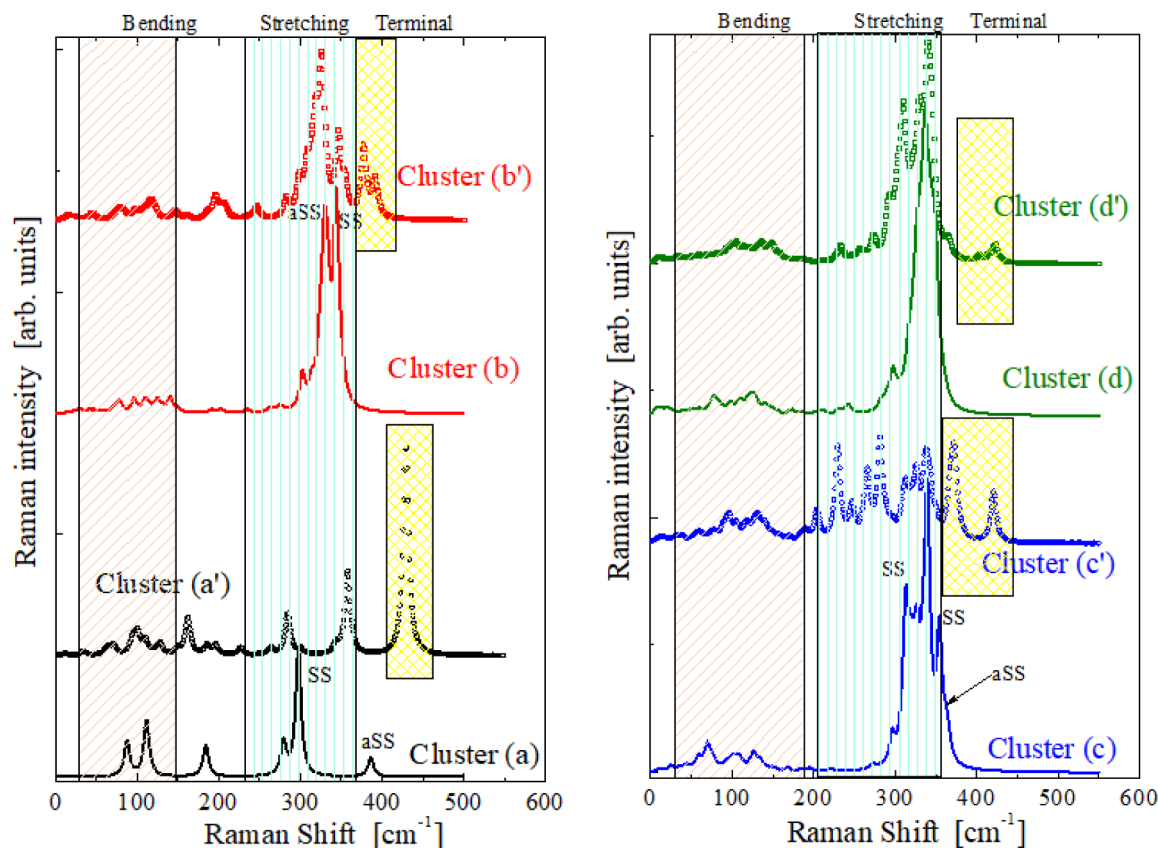 Bending Stretching Terminal
Cluster (b')
aSS SS
Cluster (b)
Cluster (a')
SS
aSS
Cluster (a)
Raman intensity [arb. units]
0 100 200 300 400 500 600
Raman Shift [cm-1]
Bending Stretching Terminal
Cluster (d')
Cluster (d)
Cluster (c')
SS
SS
aSS
Cluster (c)
Raman intensity [arb. units]
0 100 200 300 400 500 600
Raman Shift [cm-1]